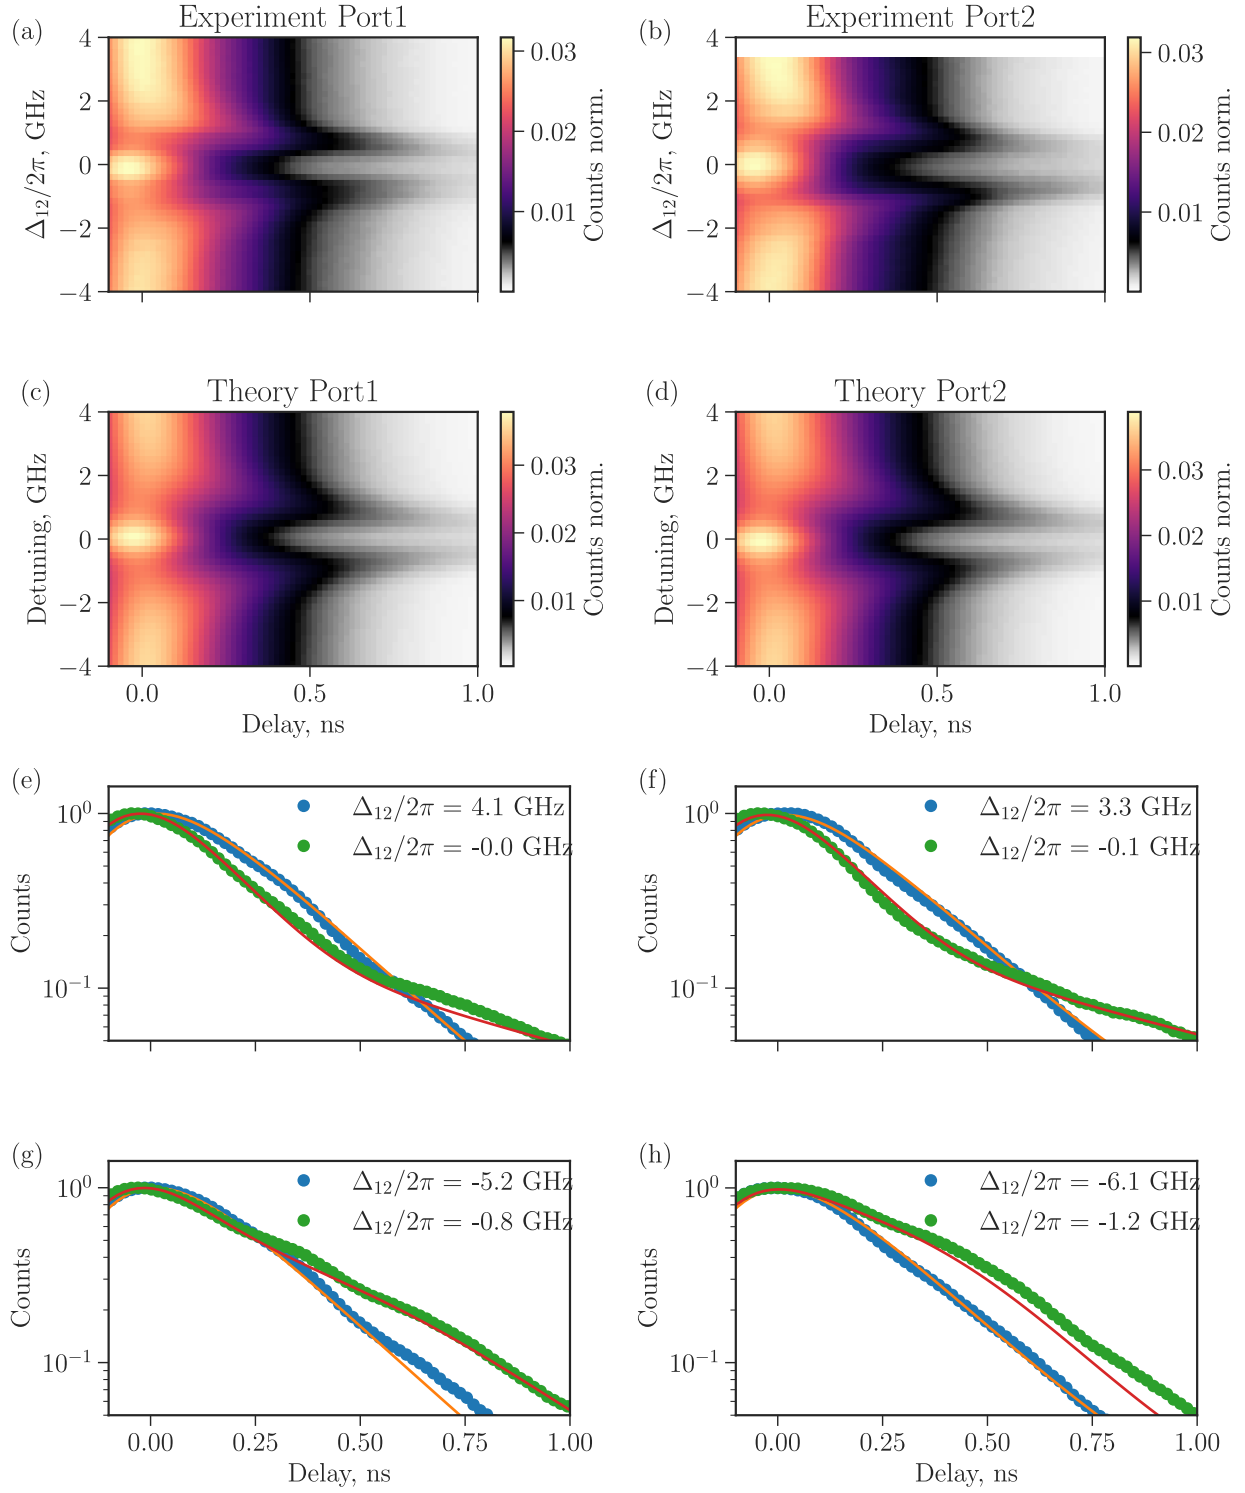 (a) Experiment Port1
4
2
0
−2
−4
Δ12/2π, GHz
0.03
0.02
0.01
Counts norm.
(b) Experiment Port2
4
2
0
−2
−4
Δ12/2π, GHz
0.03
0.02
0.01
Counts norm.
(c) Theory Port1
4
2
0
−2
−4
Detuning, GHz
0.03
0.02
0.01
Counts norm.
0.0 0.5 1.0
Delay, ns
(d) Theory Port2
4
2
0
−2
−4
Detuning, GHz
0.03
0.02
0.01
Counts norm.
0.0 0.5 1.0
Delay, ns
(e)
10^0
10^−1
Counts
Δ12/2π = 4.1 GHz
Δ12/2π = -0.0 GHz
(f)
10^0
10^−1
Counts
Δ12/2π = 3.3 GHz
Δ12/2π = -0.1 GHz
(g)
10^0
10^−1
Counts
Δ12/2π = -5.2 GHz
Δ12/2π = -0.8 GHz
0.00 0.25 0.50 0.75 1.00
Delay, ns
(h)
10^0
10^−1
Counts
Δ12/2π = -6.1 GHz
Δ12/2π = -1.2 GHz
0.00 0.25 0.50 0.75 1.00
Delay, ns